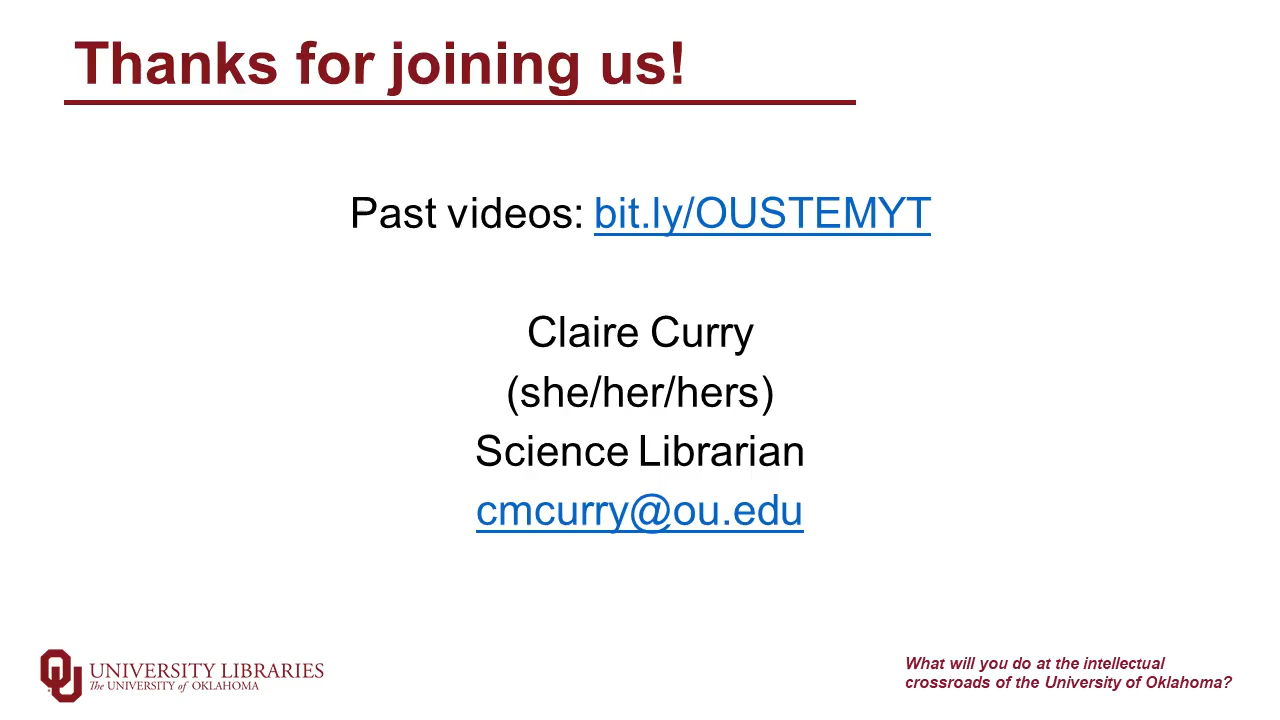 Thanks for joining us!
Past videos: bit.ly/OUSTEMYT
Claire Curry
(she/her/hers)
Science Librarian
cmcurry@ou.edu
OU
UNIVERSITY LIBRARIES
The UNIVERSITY of OKLAHOMA
What will you do at the intellectual
crossroads of the University of Oklahoma?